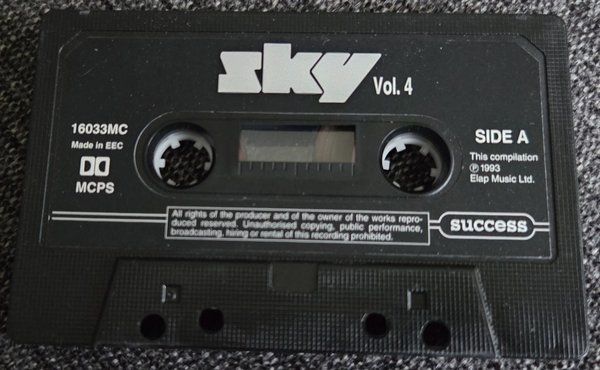 sky Vol. 4
16033MC
Made in EEC
MCPS
SIDE A
This compilation
℗ 1993
Elap Music Ltd.
All rights of the producer and of the owner of the works repro-
duced reserved. Unauthorised copying, public performance,
broadcasting, hiring or rental of this recording prohibited.
success